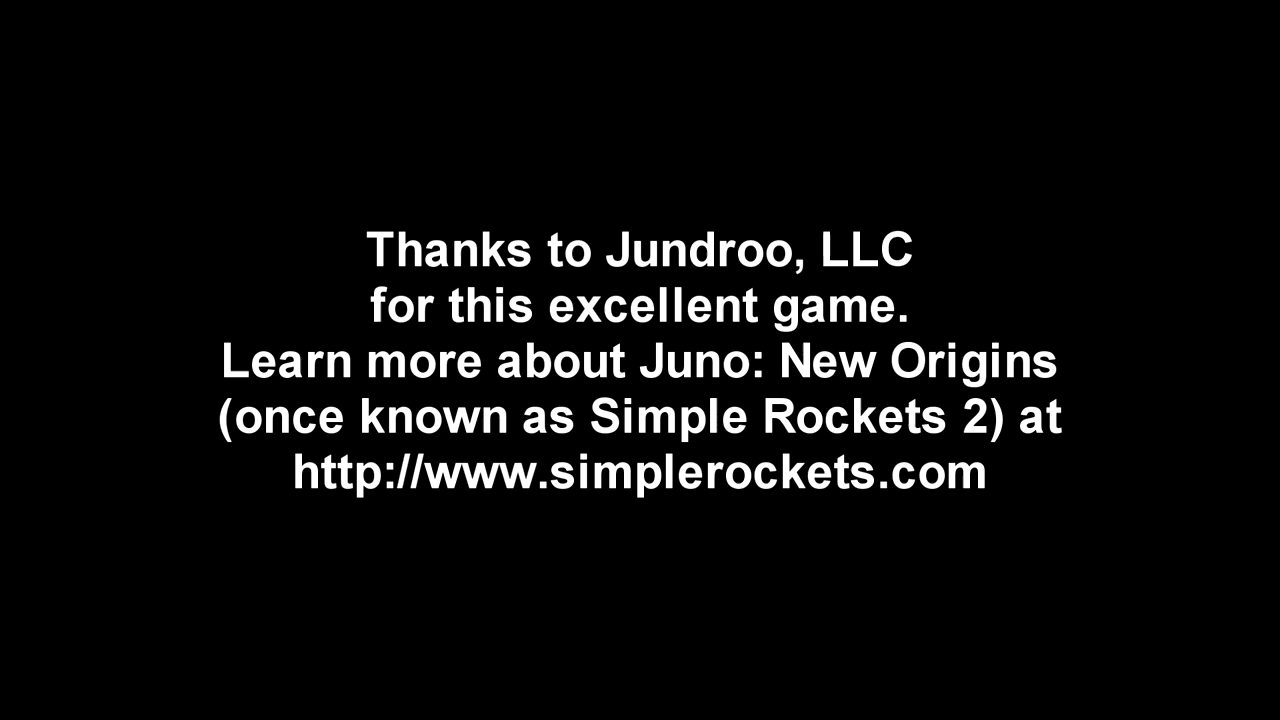 Thanks to Jundroo, LLC
for this excellent game.
Learn more about Juno: New Origins
(once known as Simple Rockets 2) at
http://www.simplerockets.com